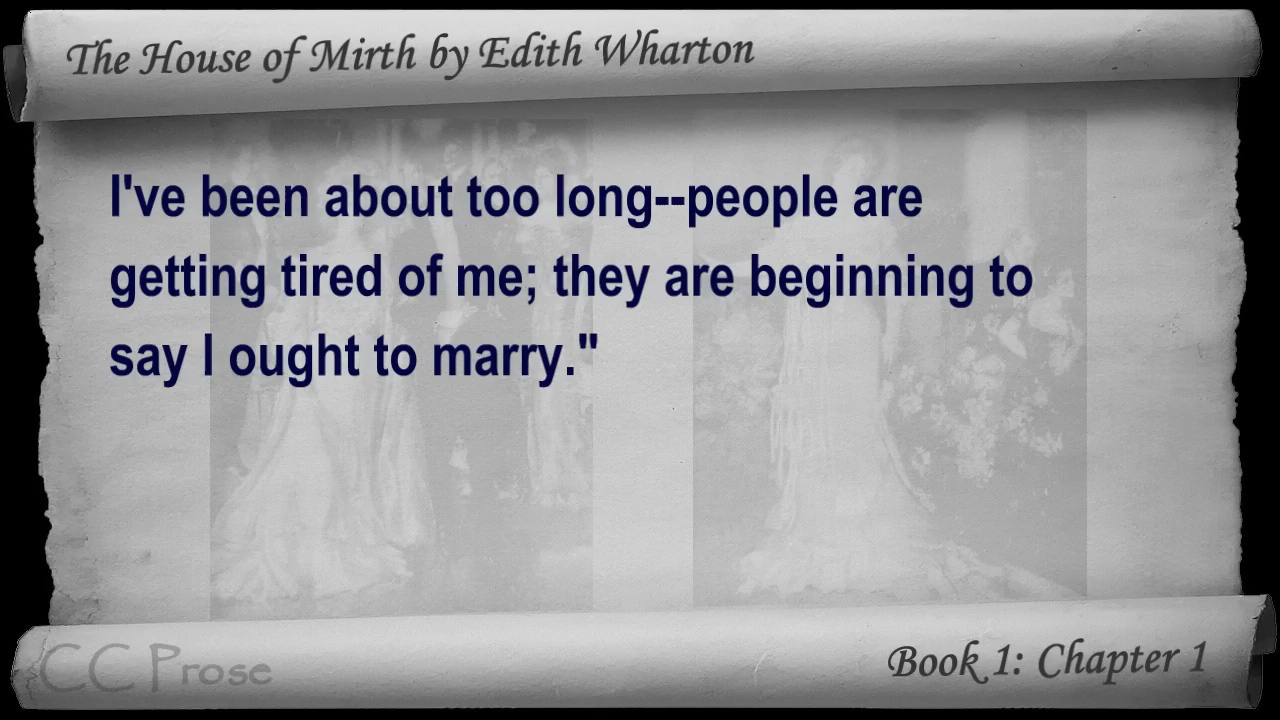 The House of Mirth by Edith Wharton
I've been about too long--people are
getting tired of me; they are beginning to
say I ought to marry."
CC Prose
Book 1: Chapter 1